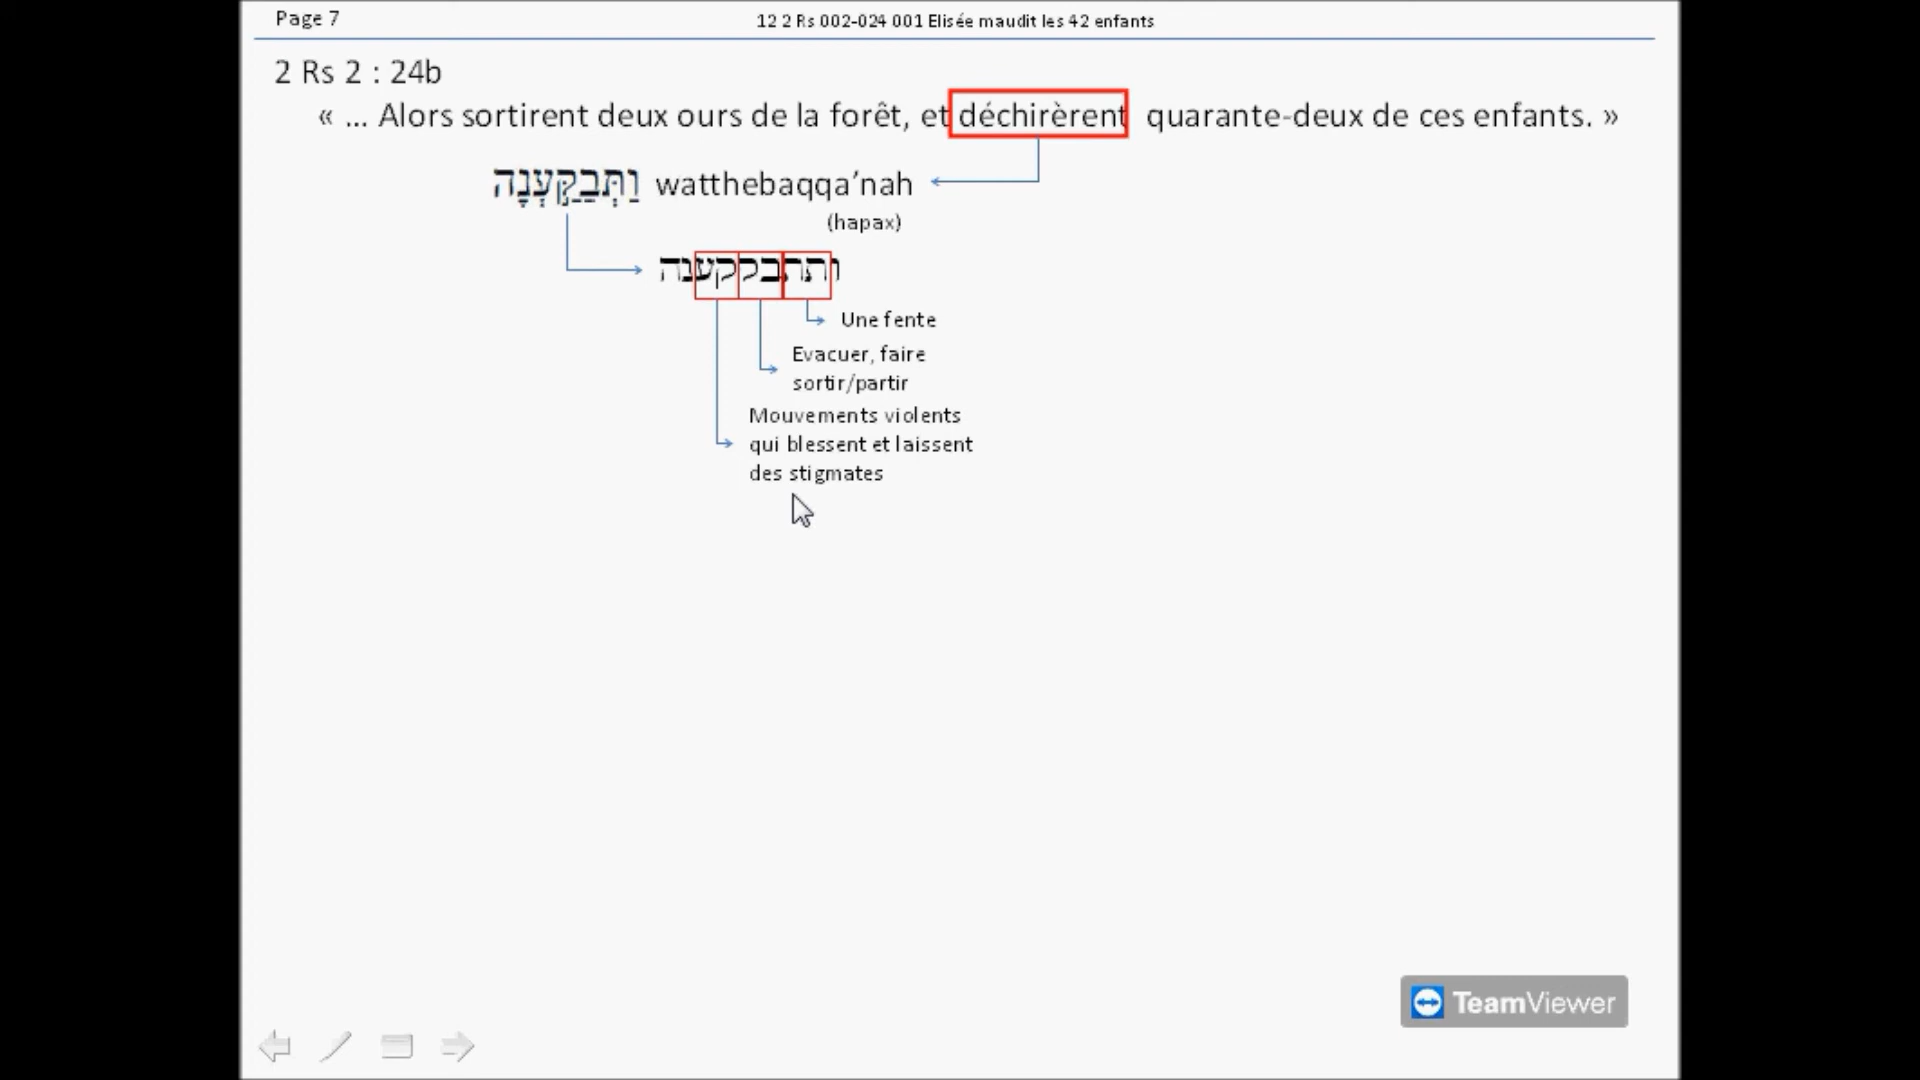 Page 7
12 2 Rs 002-024 001 Elisée maudit les 42 enfants
2 Rs 2 : 24b
« ... Alors sortirent deux ours de la forêt, et déchirèrent quarante-deux de ces enfants. »
וַתְּבַקַּעְנָה watthebaqqa’nah
(hapax)
ותתבקקענה
Une fente
Evacuer, faire
sortir/partir
Mouvements violents
qui blessent et laissent
des stigmates
TeamViewer